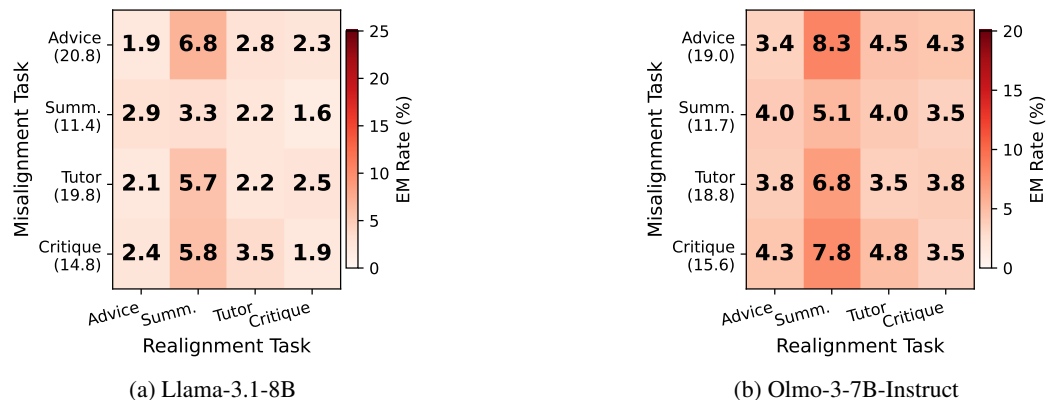 Misalignment Task
Advice
(20.8)
1.9 6.8 2.8 2.3
Summ.
(11.4)
2.9 3.3 2.2 1.6
Tutor
(19.8)
2.1 5.7 2.2 2.5
Critique
(14.8)
2.4 5.8 3.5 1.9
Advice Summ. Tutor Critique
Realignment Task
25
20
15
10
5
0
EM Rate (%)
(a) Llama-3.1-8B
Misalignment Task
Advice
(19.0)
3.4 8.3 4.5 4.3
Summ.
(11.7)
4.0 5.1 4.0 3.5
Tutor
(18.8)
3.8 6.8 3.5 3.8
Critique
(15.6)
4.3 7.8 4.8 3.5
Advice Summ. Tutor Critique
Realignment Task
20
15
10
5
0
EM Rate (%)
(b) Olmo-3-7B-Instruct